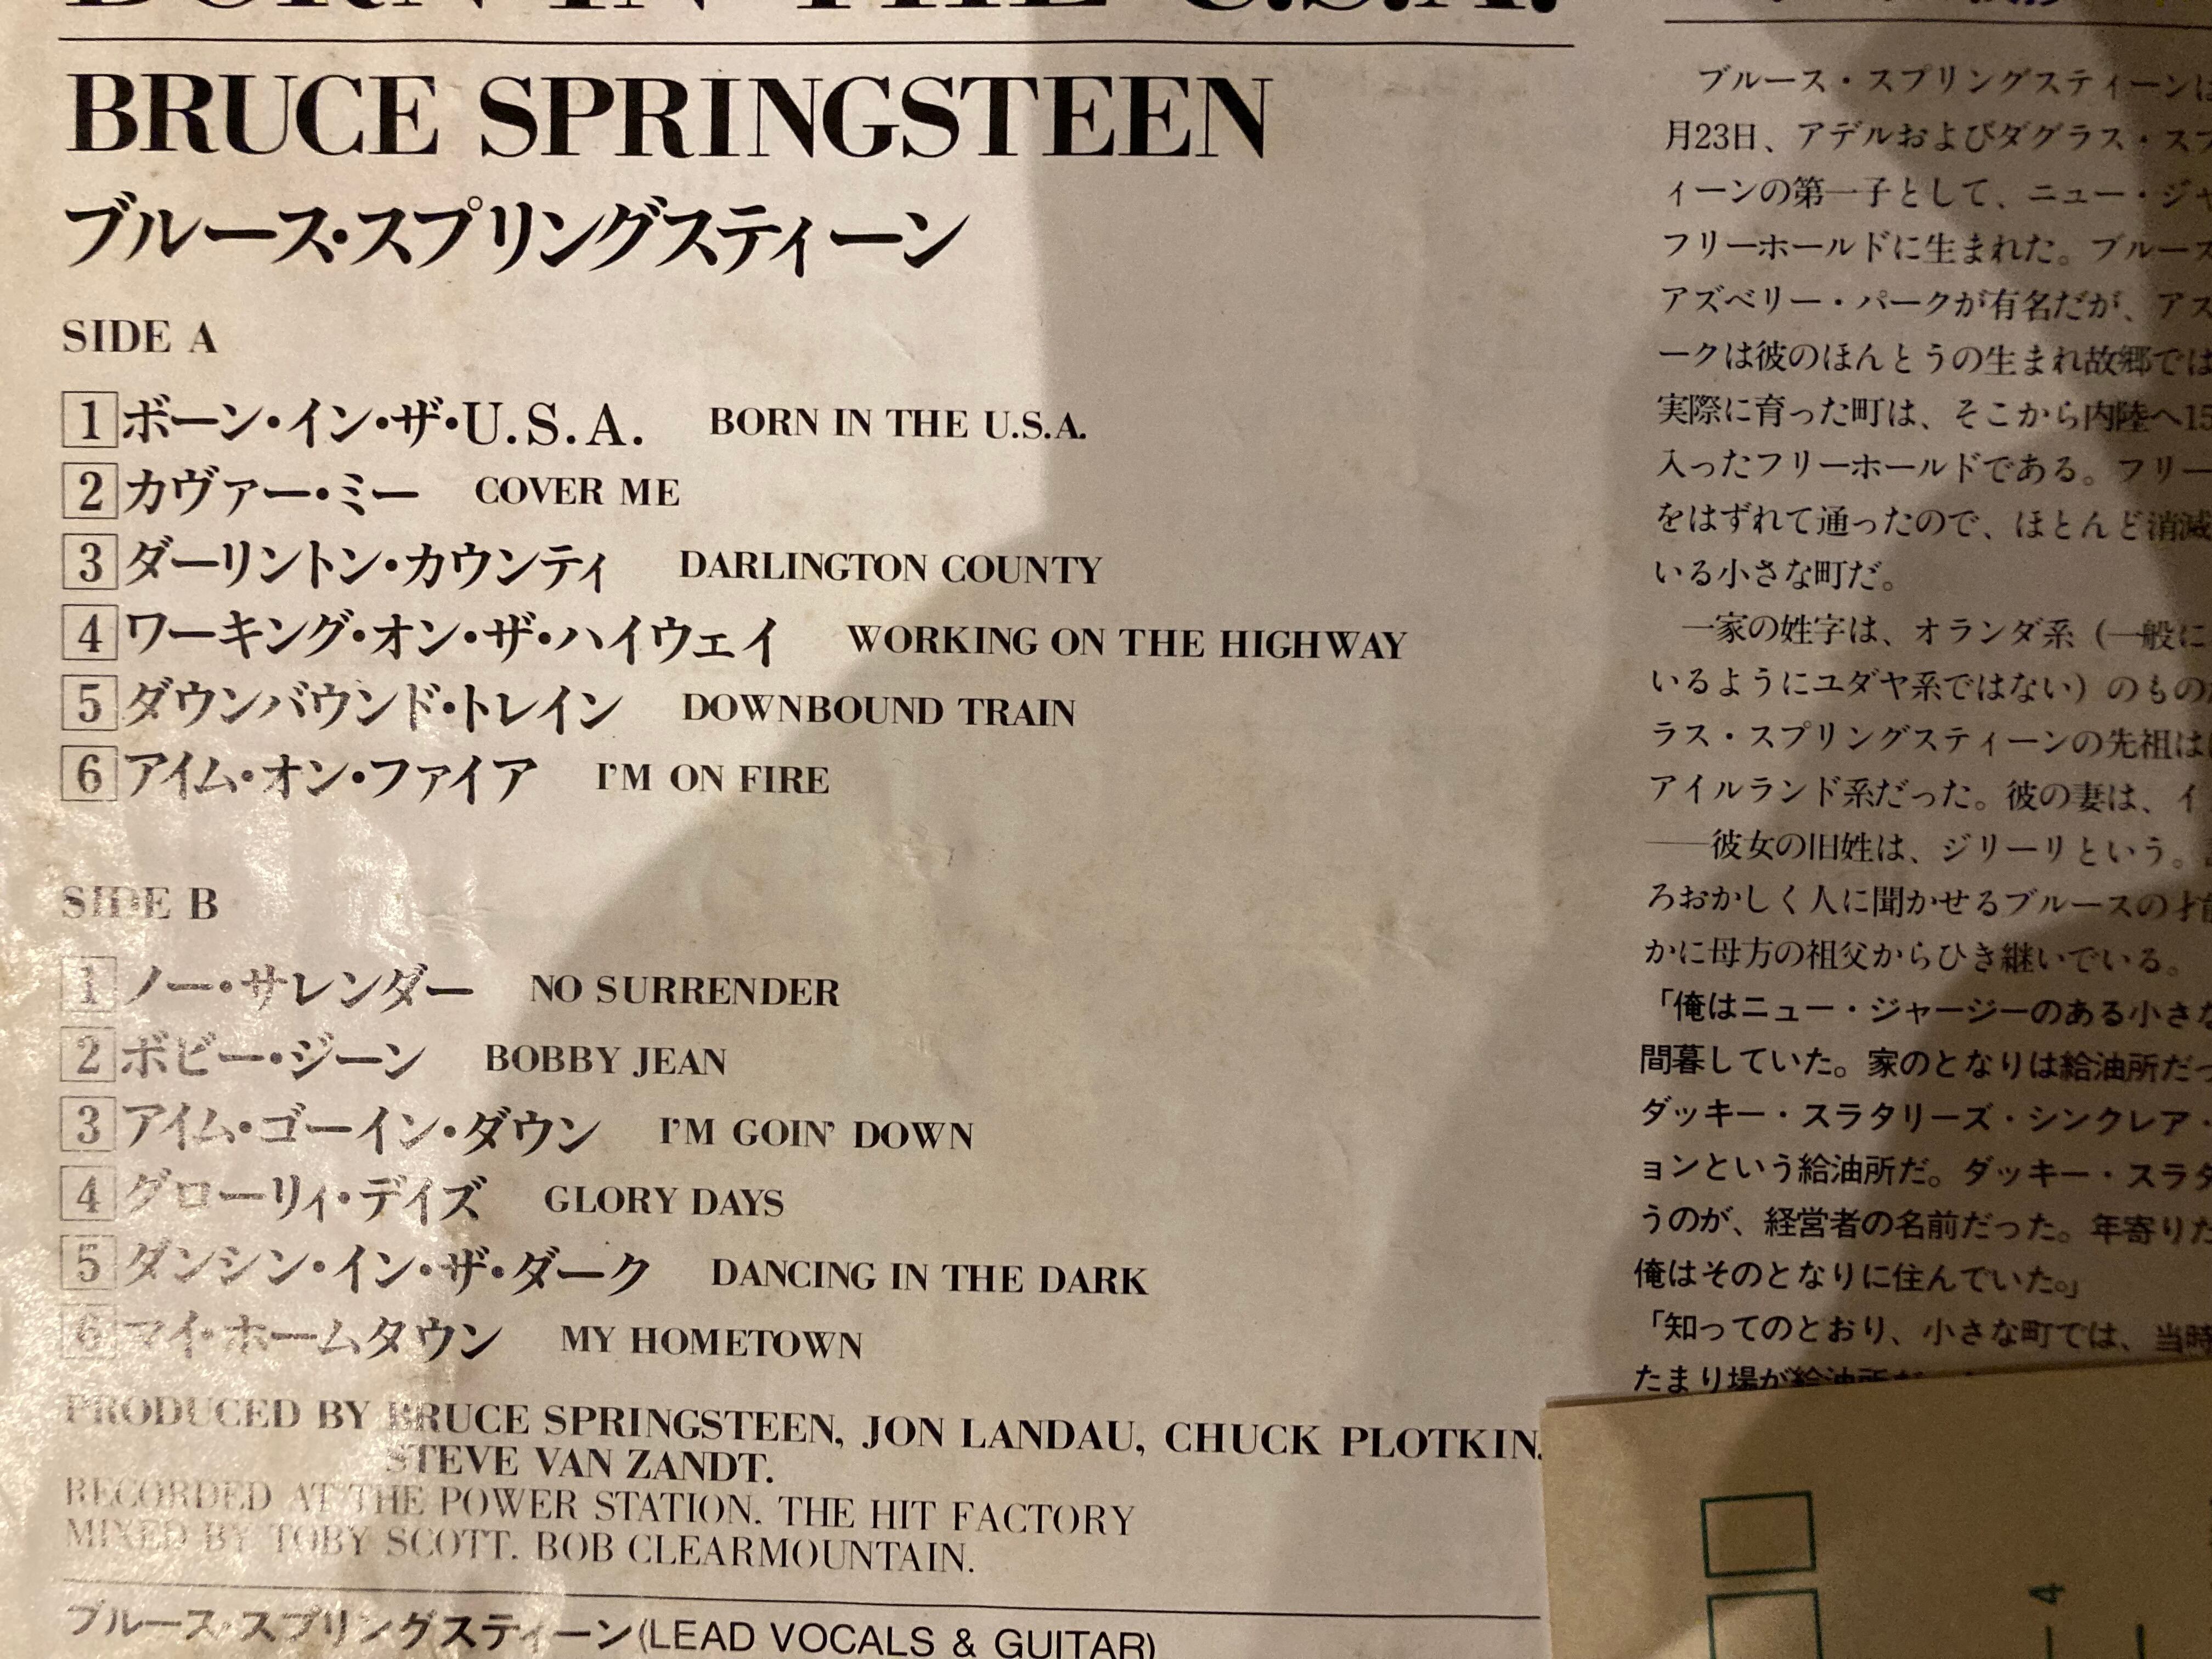 BORN IN THE U.S.A.
BRUCE SPRINGSTEEN
ブルース・スプリングスティーン
SIDE A
1 ボーン・イン・ザ・U.S.A. BORN IN THE U.S.A.
2 カヴァー・ミー COVER ME
3 ダーリントン・カウンティ DARLINGTON COUNTY
4 ワーキング・オン・ザ・ハイウェイ WORKING ON THE HIGHWAY
5 ダウンバウンド・トレイン DOWNBOUND TRAIN
6 アイム・オン・ファイア I'M ON FIRE
SIDE B
1 ノー・サレンダー NO SURRENDER
2 ボビー・ジーン BOBBY JEAN
3 アイム・ゴーイン・ダウン I'M GOIN' DOWN
4 グローリィ・デイズ GLORY DAYS
5 ダンシン・イン・ザ・ダーク DANCING IN THE DARK
6 マイ・ホームタウン MY HOMETOWN
PRODUCED BY BRUCE SPRINGSTEEN, JON LANDAU, CHUCK PLOTKIN,
STEVE VAN ZANDT.
RECORDED AT THE POWER STATION. THE HIT FACTORY
MIXED BY TOBY SCOTT. BOB CLEARMOUNTAIN.
ブルース・スプリングスティーン(LEAD VOCALS & GUITAR)
ブルース・スプリングスティーンは
月23日、アデルおよびダグラス・スプ
ィーンの第一子として、ニュー・ジャ
フリーホールドに生まれた。ブルース
アズベリー・パークが有名だが、アズ
ークは彼のほんとうの生まれ故郷では
実際に育った町は、そこから内陸へ15
入ったフリーホールドである。フリー
をはずれて通ったので、ほとんど消滅
いる小さな町だ。
一家の姓字は、オランダ系（一般に
いるようにユダヤ系ではない）のもの
ラス・スプリングスティーンの先祖は
アイルランド系だった。彼の妻は、イ
――彼女の旧姓は、ジリーリという。
ろおかしく人に聞かせるブルースの才
かに母方の祖父からひき継いでいる。
「俺はニュー・ジャージーのある小さな
間暮していた。家のとなりは給油所だっ
ダッキー・スラタリーズ・シンクレア・
ョンという給油所だ。ダッキー・スラタ
うのが、経営者の名前だった。年寄りた
俺はそのとなりに住んでいた。」
「知ってのとおり、小さな町では、当時
たまり場が給油所だ
4